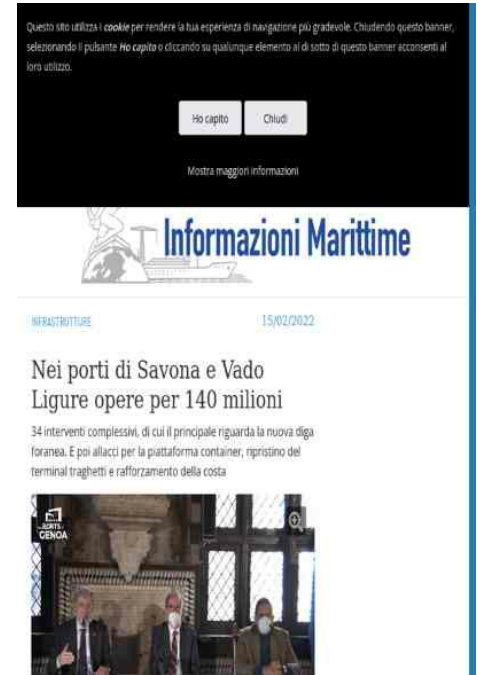 Questo sito utilizza i cookie per rendere la tua esperienza di navigazione più gradevole. Chiudendo questo banner,
selezionando il pulsante Ho capito o cliccando su qualunque elemento al di sotto di questo banner acconsenti al
loro utilizzo.
Ho capito
Chiudi
Mostra maggiori informazioni
Informazioni Marittime
INFRASTRUTTURE
15/02/2022
Nei porti di Savona e Vado
Ligure opere per 140 milioni
34 interventi complessivi, di cui il principale riguarda la nuova diga
foranea. E poi allacci per la piattaforma container, ripristino del
terminal traghetti e rafforzamento della costa
PORTS of
GENOA